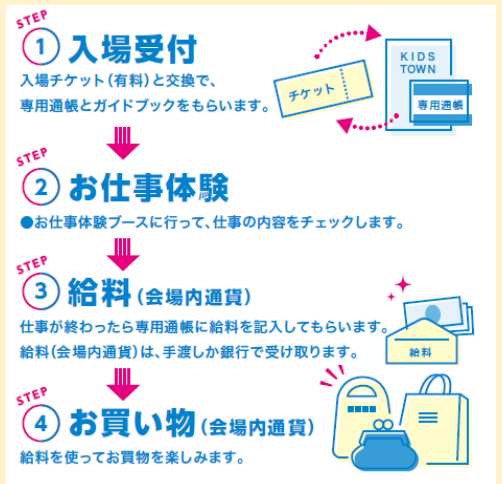 STEP
1 入場受付
入場チケット(有料)と交換で、
専用通帳とガイドブックをもらいます。
チケット
KIDS
TOWN
専用通帳
STEP
2 お仕事体験
●お仕事体験ブースに行って、仕事の内容をチェックします。
STEP
3 給料(会場内通貨)
仕事が終わったら専用通帳に給料を記入してもらいます。
給料(会場内通貨)は、手渡しか銀行で受け取ります。
給料
STEP
4 お買い物(会場内通貨)
給料を使ってお買物を楽しみます。